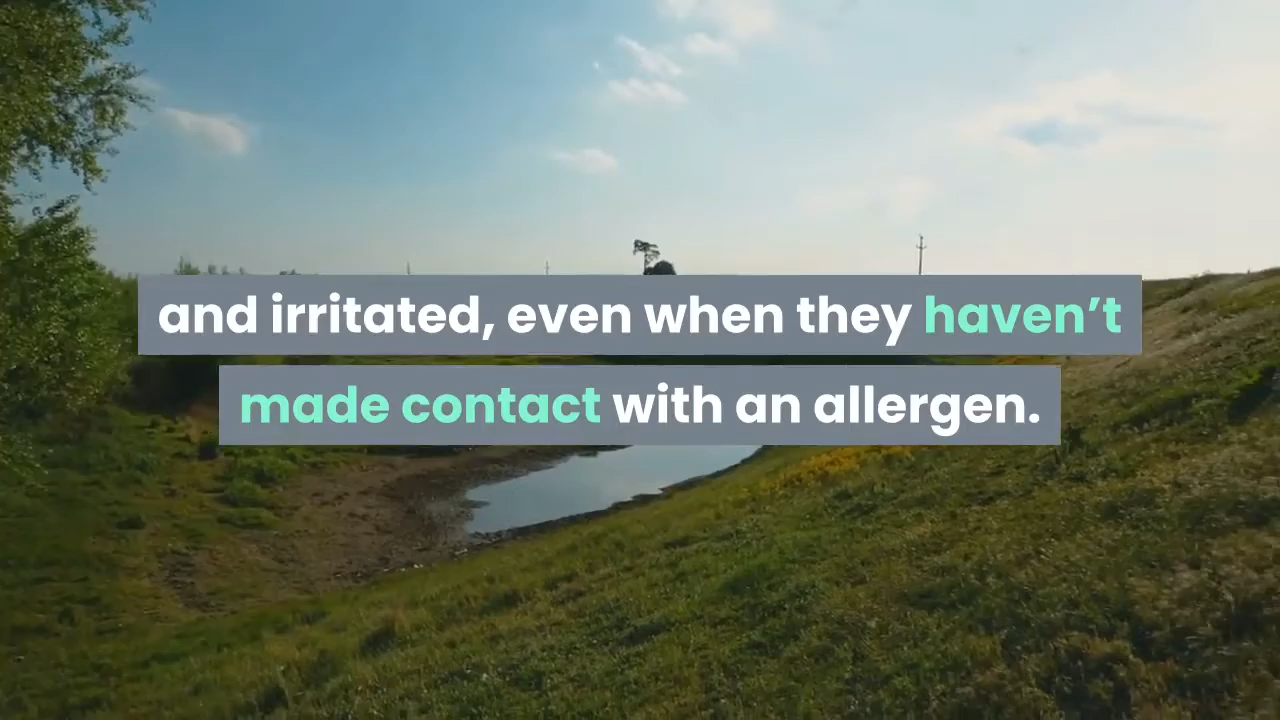 and irritated, even when they haven’t
made contact with an allergen.